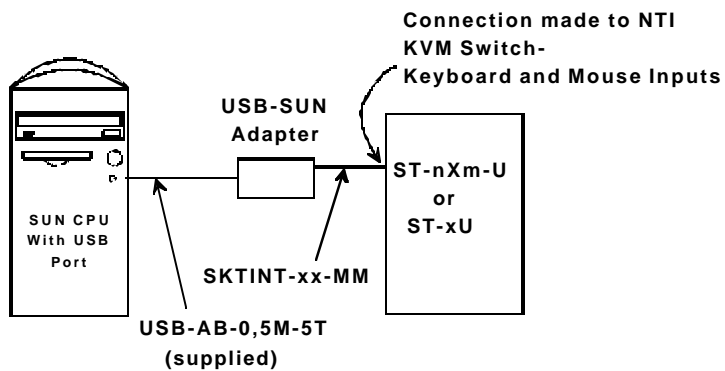 Connection made to NTI
KVM Switch-
Keyboard and Mouse Inputs
USB-SUN
Adapter
ST-nXm-U
or
ST-xU
SUN CPU
With USB
Port
SKTINT-xx-MM
USB-AB-0,5M-5T
(supplied)